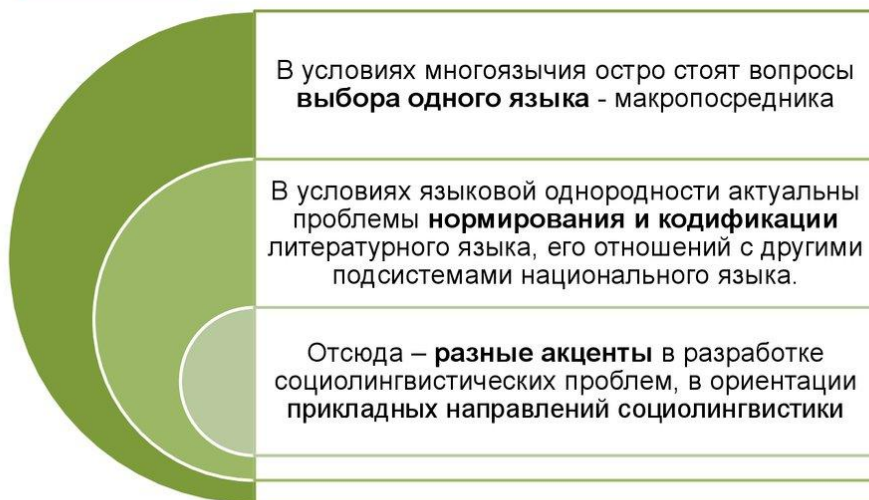 В условиях многоязычия остро стоят вопросы
выбора одного языка - макропосредника
В условиях языковой однородности актуальны
проблемы нормирования и кодификации
литературного языка, его отношений с другими
подсистемами национального языка.
Отсюда – разные акценты в разработке
социолингвистических проблем, в ориентации
прикладных направлений социолингвистики